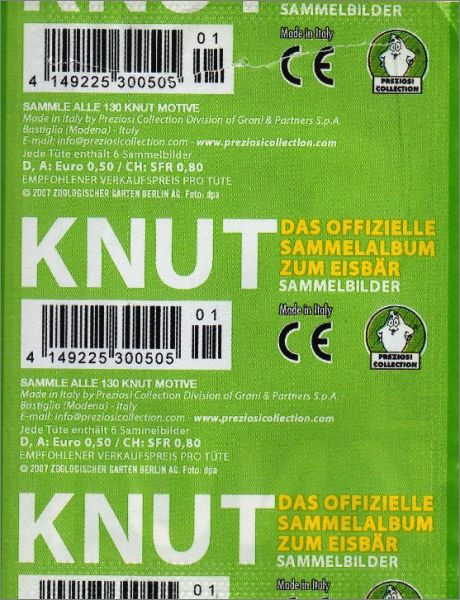 KNUT
SAMMELBILDER
01
4 149225 300505
Made in Italy
CE
PREZIOSI
COLLECTION
SAMMLE ALLE 130 KNUT MOTIVE
Made in Italy by Preziosi Collection Division of Grani & Partners S.p.A.
Bastiglia (Modena) - Italy
E-mail: info@preziosicollection.com - www.preziosicollection.com
Jede Tüte enthält 6 Sammelbilder
D, A: Euro 0,50 / CH: SFR 0,80
EMPFOHLENER VERKAUFSPREIS PRO TÜTE
© 2007 ZOOLOGISCHER GARTEN BERLIN AG. Foto: dpa
KNUT
DAS OFFIZIELLE
SAMMELALBUM
ZUM EISBÄR
SAMMELBILDER
01
4 149225 300505
Made in Italy
CE
PREZIOSI
COLLECTION
SAMMLE ALLE 130 KNUT MOTIVE
Made in Italy by Preziosi Collection Division of Grani & Partners S.p.A.
Bastiglia (Modena) - Italy
E-mail: info@preziosicollection.com - www.preziosicollection.com
Jede Tüte enthält 6 Sammelbilder
D, A: Euro 0,50 / CH: SFR 0,80
EMPFOHLENER VERKAUFSPREIS PRO TÜTE
© 2007 ZOOLOGISCHER GARTEN BERLIN AG. Foto: dpa
KNUT
DAS OFFIZIELLE
SAMMELALBUM
ZUM EISBÄR
SAMMELBILDER
01
Made in Italy